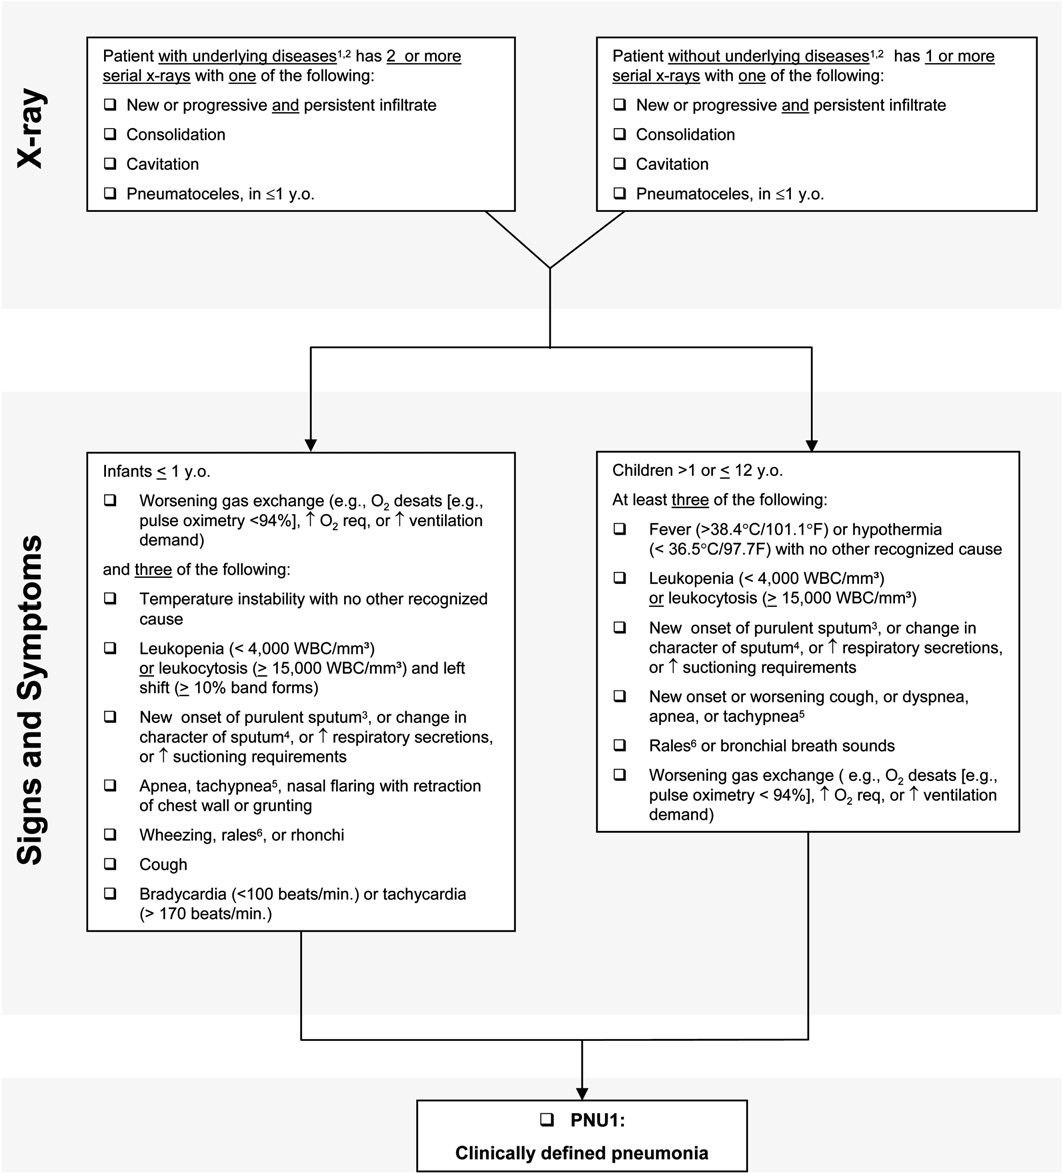 X-ray
Patient with underlying diseases¹,² has 2 or more
serial x-rays with one of the following:
❑ New or progressive and persistent infiltrate
❑ Consolidation
❑ Cavitation
❑ Pneumatoceles, in ≤1 y.o.
Patient without underlying diseases¹,² has 1 or more
serial x-rays with one of the following:
❑ New or progressive and persistent infiltrate
❑ Consolidation
❑ Cavitation
❑ Pneumatoceles, in ≤1 y.o.
Signs and Symptoms
Infants ≤ 1 y.o.
❑ Worsening gas exchange (e.g., O₂ desats [e.g.,
pulse oximetry <94%], ↑ O₂ req, or ↑ ventilation
demand)
and three of the following:
❑ Temperature instability with no other recognized
cause
❑ Leukopenia (< 4,000 WBC/mm³)
or leukocytosis (≥ 15,000 WBC/mm³) and left
shift (≥ 10% band forms)
❑ New onset of purulent sputum³, or change in
character of sputum⁴, or ↑ respiratory secretions,
or ↑ suctioning requirements
❑ Apnea, tachypnea⁵, nasal flaring with retraction
of chest wall or grunting
❑ Wheezing, rales⁶, or rhonchi
❑ Cough
❑ Bradycardia (<100 beats/min.) or tachycardia
(> 170 beats/min.)
Children >1 or ≤ 12 y.o.
At least three of the following:
❑ Fever (>38.4°C/101.1°F) or hypothermia
(< 36.5°C/97.7F) with no other recognized cause
❑ Leukopenia (< 4,000 WBC/mm³)
or leukocytosis (≥ 15,000 WBC/mm³)
❑ New onset of purulent sputum³, or change in
character of sputum⁴, or ↑ respiratory secretions,
or ↑ suctioning requirements
❑ New onset or worsening cough, or dyspnea,
apnea, or tachypnea⁵
❑ Rales⁶ or bronchial breath sounds
❑ Worsening gas exchange ( e.g., O₂ desats [e.g.,
pulse oximetry < 94%], ↑ O₂ req, or ↑ ventilation
demand)
❑ PNU1:
Clinically defined pneumonia